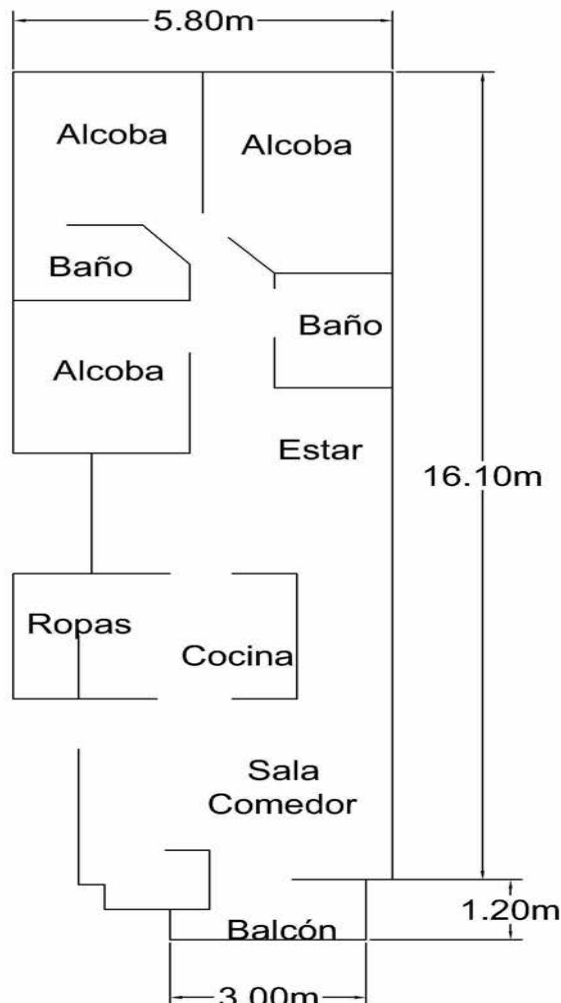 5.80m
Alcoba
Alcoba
Baño
Baño
Alcoba
Estar
16.10m
Ropas
Cocina
Sala
Comedor
1.20m
Balcón
3.00m